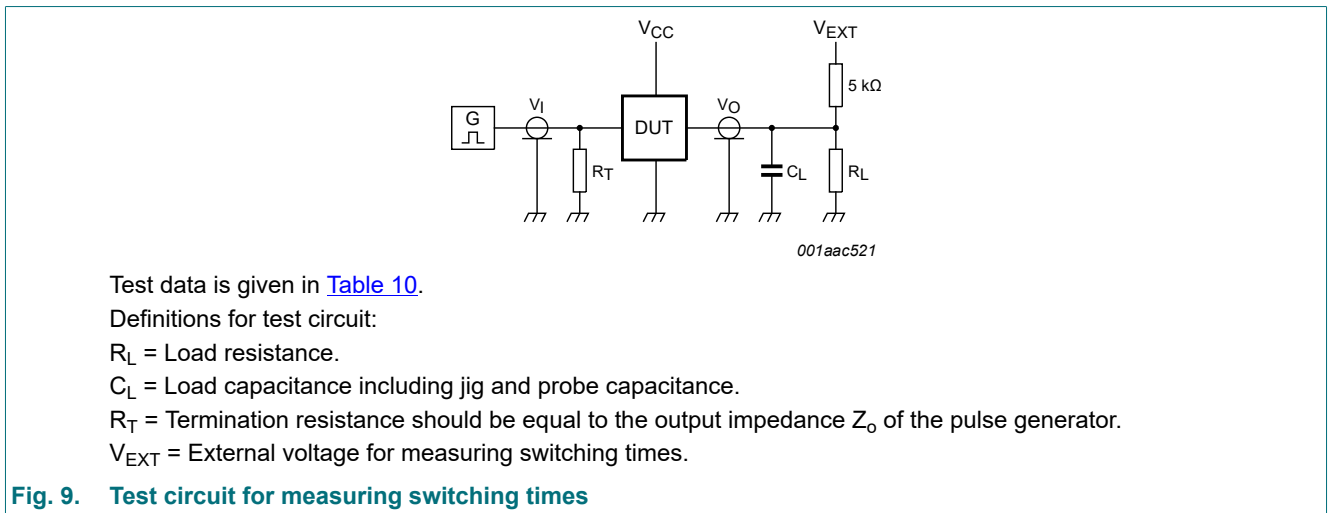 VCC
VEXT
5 kΩ
G
VI
DUT
VO
RT
CL
RL
001aac521
Test data is given in Table 10.
Definitions for test circuit:
RL = Load resistance.
CL = Load capacitance including jig and probe capacitance.
RT = Termination resistance should be equal to the output impedance Zo of the pulse generator.
VEXT = External voltage for measuring switching times.
Fig. 9. Test circuit for measuring switching times